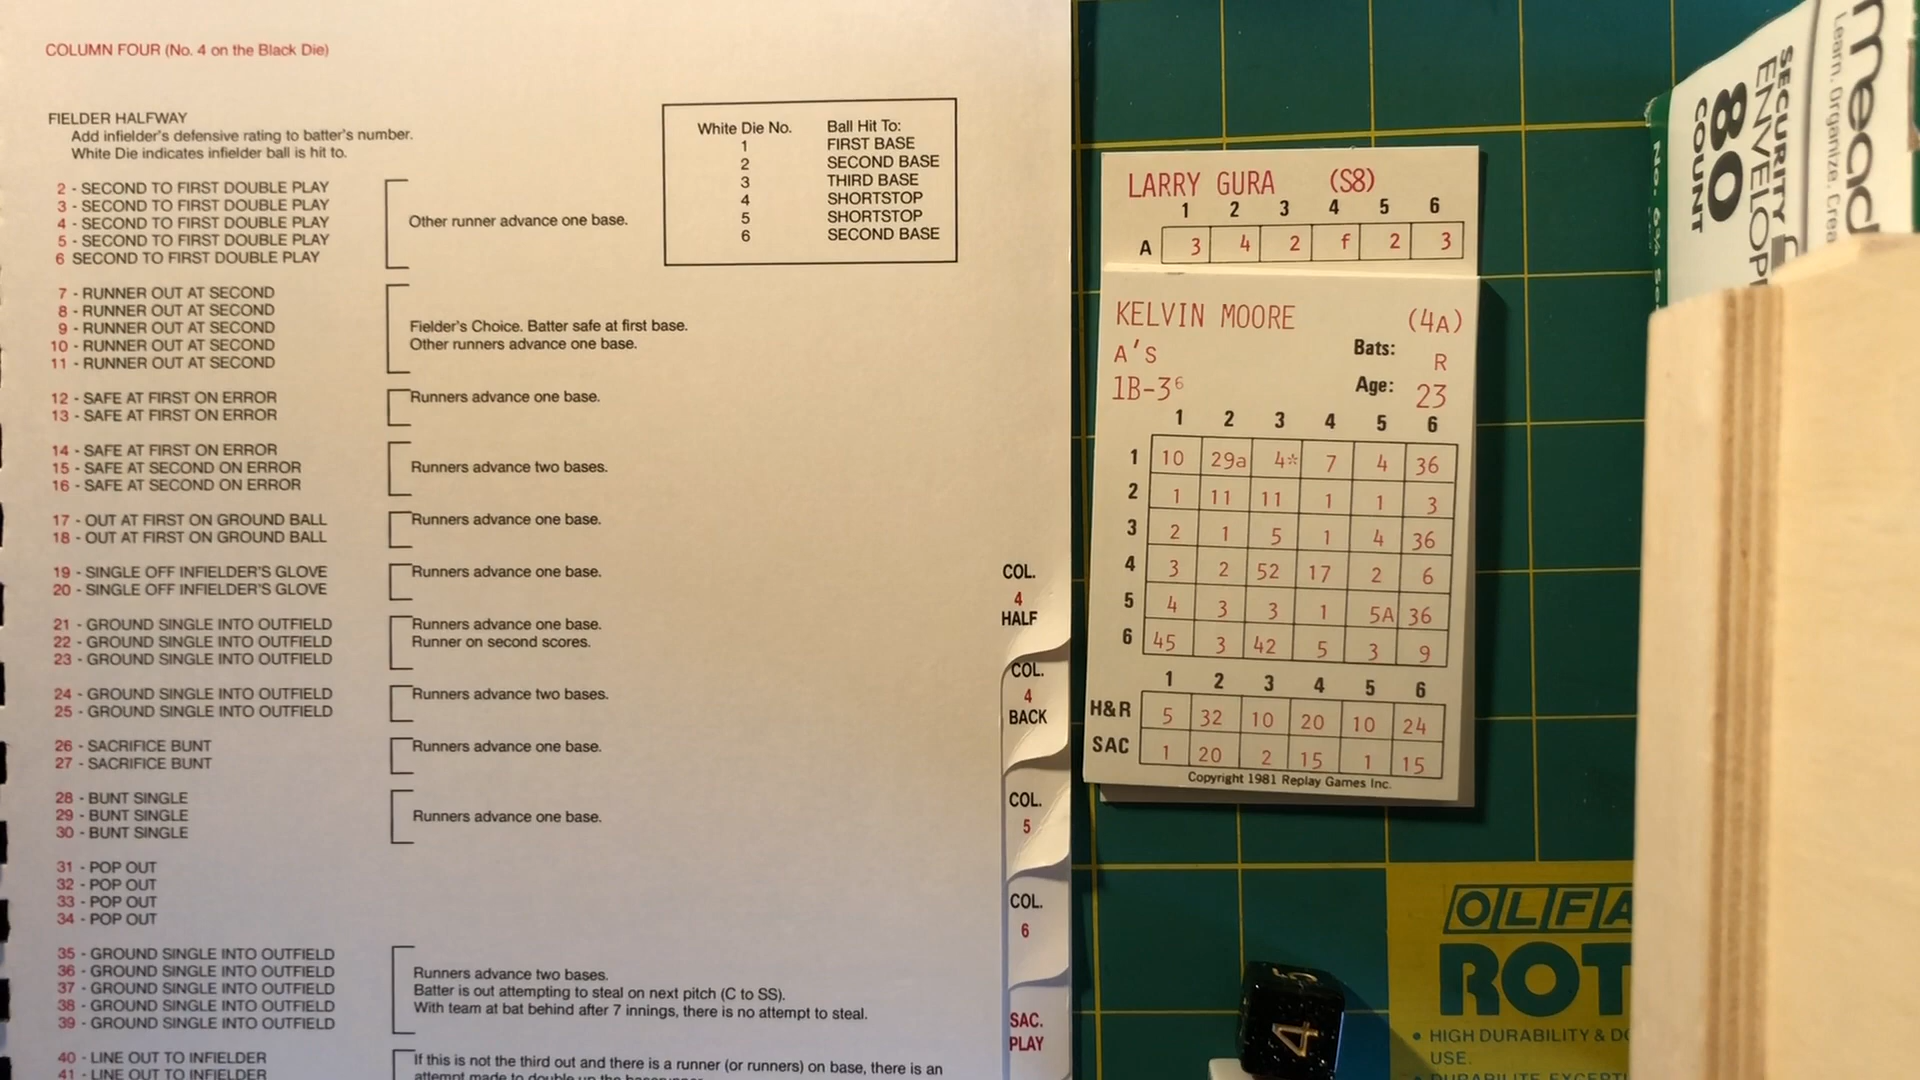 COLUMN FOUR (No. 4 on the Black Die)
FIELDER HALFWAY
Add infielder's defensive rating to batter's number.
White Die indicates infielder ball is hit to.
White Die No. Ball Hit To:
1 FIRST BASE
2 SECOND BASE
3 THIRD BASE
4 SHORTSTOP
5 SHORTSTOP
6 SECOND BASE
2 - SECOND TO FIRST DOUBLE PLAY
3 - SECOND TO FIRST DOUBLE PLAY
4 - SECOND TO FIRST DOUBLE PLAY
5 - SECOND TO FIRST DOUBLE PLAY
6 SECOND TO FIRST DOUBLE PLAY
Other runner advance one base.
7 - RUNNER OUT AT SECOND
8 - RUNNER OUT AT SECOND
9 - RUNNER OUT AT SECOND
10 - RUNNER OUT AT SECOND
11 - RUNNER OUT AT SECOND
Fielder's Choice. Batter safe at first base.
Other runners advance one base.
12 - SAFE AT FIRST ON ERROR
13 - SAFE AT FIRST ON ERROR
Runners advance one base.
14 - SAFE AT FIRST ON ERROR
15 - SAFE AT SECOND ON ERROR
16 - SAFE AT SECOND ON ERROR
Runners advance two bases.
17 - OUT AT FIRST ON GROUND BALL
18 - OUT AT FIRST ON GROUND BALL
Runners advance one base.
19 - SINGLE OFF INFIELDER'S GLOVE
20 - SINGLE OFF INFIELDER'S GLOVE
Runners advance one base.
21 - GROUND SINGLE INTO OUTFIELD
22 - GROUND SINGLE INTO OUTFIELD
23 - GROUND SINGLE INTO OUTFIELD
Runners advance one base.
Runner on second scores.
24 - GROUND SINGLE INTO OUTFIELD
25 - GROUND SINGLE INTO OUTFIELD
Runners advance two bases.
26 - SACRIFICE BUNT
27 - SACRIFICE BUNT
Runners advance one base.
28 - BUNT SINGLE
29 - BUNT SINGLE
30 - BUNT SINGLE
Runners advance one base.
31 - POP OUT
32 - POP OUT
33 - POP OUT
34 - POP OUT
35 - GROUND SINGLE INTO OUTFIELD
36 - GROUND SINGLE INTO OUTFIELD
37 - GROUND SINGLE INTO OUTFIELD
38 - GROUND SINGLE INTO OUTFIELD
39 - GROUND SINGLE INTO OUTFIELD
Runners advance two bases.
Batter is out attempting to steal on next pitch (C to SS).
With team at bat behind after 7 innings, there is no attempt to steal.
40 - LINE OUT TO INFIELDER
41 - LINE OUT TO INFIELDER
If this is not the third out and there is a runner (or runners) on base, there is an
COL.
4
HALF
COL.
4
BACK
COL.
5
COL.
6
SAC.
PLAY
LARRY GURA (S8)
1 2 3 4 5 6
A 3 4 2 f 2 3
KELVIN MOORE (4A)
A'S Bats: R
1B-3⁶ Age: 23
1 2 3 4 5 6
1 10 29a 4* 7 4 36
2 1 11 11 1 1 3
3 2 1 5 1 4 36
4 3 2 52 17 2 6
5 4 3 3 1 5A 36
6 45 3 42 5 3 9
1 2 3 4 5 6
H&R 5 32 10 20 10 24
SAC 1 20 2 15 1 15
Copyright 1981 Replay Games Inc.
mead
Learn. Organize.
SECURITY
80
COUNT
OLFA
ROT
• HIGH DURABILITY &
USE.
5
4